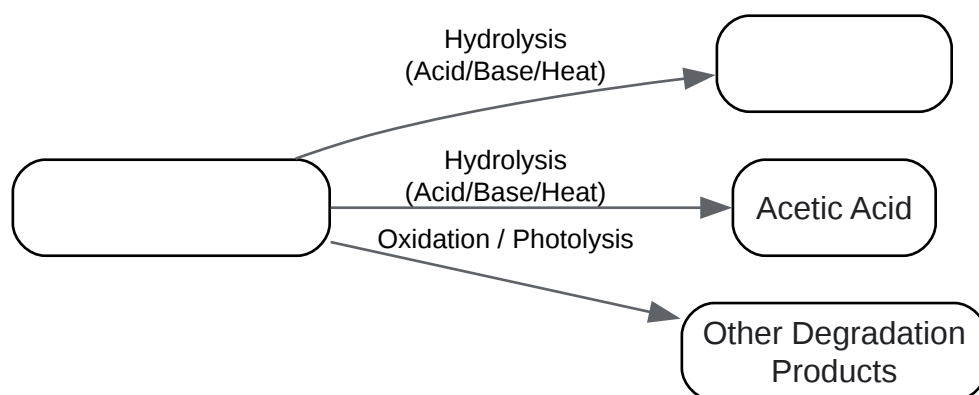 Hydrolysis
(Acid/Base/Heat)
Hydrolysis
(Acid/Base/Heat)
Acetic Acid
Oxidation / Photolysis
Other Degradation
Products